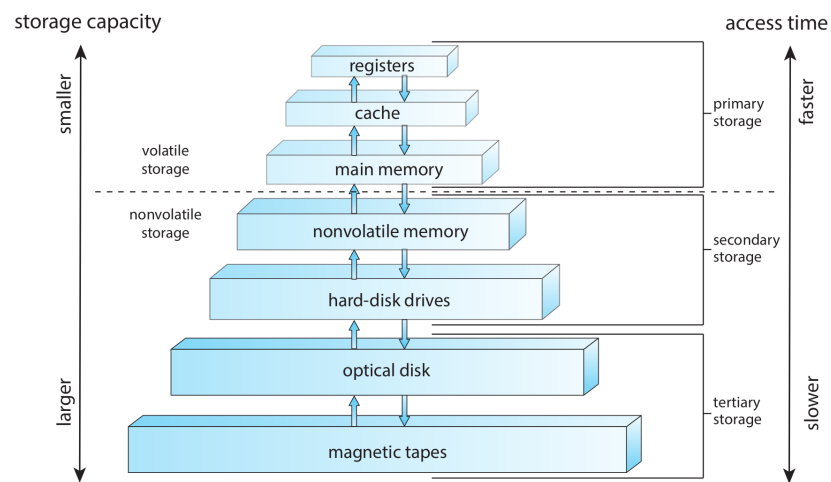 storage capacity
access time
smaller
larger
registers
cache
main memory
volatile
storage
nonvolatile
storage
nonvolatile memory
hard-disk drives
optical disk
magnetic tapes
primary
storage
secondary
storage
tertiary
storage
faster
slower